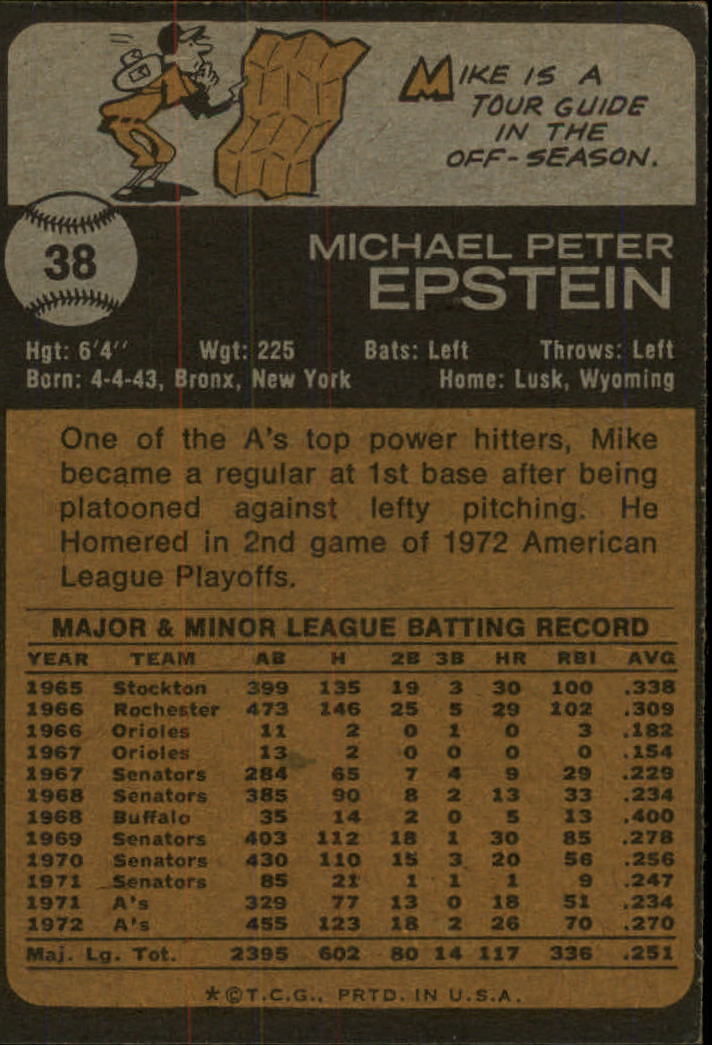 MIKE IS A
TOUR GUIDE
IN THE
OFF-SEASON.
38
MICHAEL PETER
EPSTEIN
Hgt: 6'4" Wgt: 225 Bats: Left Throws: Left
Born: 4-4-43, Bronx, New York Home: Lusk, Wyoming
One of the A's top power hitters, Mike
became a regular at 1st base after being
platooned against lefty pitching. He
Homered in 2nd game of 1972 American
League Playoffs.
MAJOR & MINOR LEAGUE BATTING RECORD
YEAR TEAM AB H 2B 3B HR RBI AVG
1965 Stockton 399 135 19 3 30 100 .338
1966 Rochester 473 146 25 5 29 102 .309
1966 Orioles 11 2 0 1 0 3 .182
1967 Orioles 13 2 0 0 0 0 .154
1967 Senators 284 65 7 4 9 29 .229
1968 Senators 385 90 8 2 13 33 .234
1968 Buffalo 35 14 2 0 5 13 .400
1969 Senators 403 112 18 1 30 85 .278
1970 Senators 430 110 15 3 20 56 .256
1971 Senators 85 21 1 1 1 9 .247
1971 A's 329 77 13 0 18 51 .234
1972 A's 455 123 18 2 26 70 .270
Maj. Lg. Tot. 2395 602 80 14 117 336 .251
*©T.C.G., PRTD. IN U.S.A.